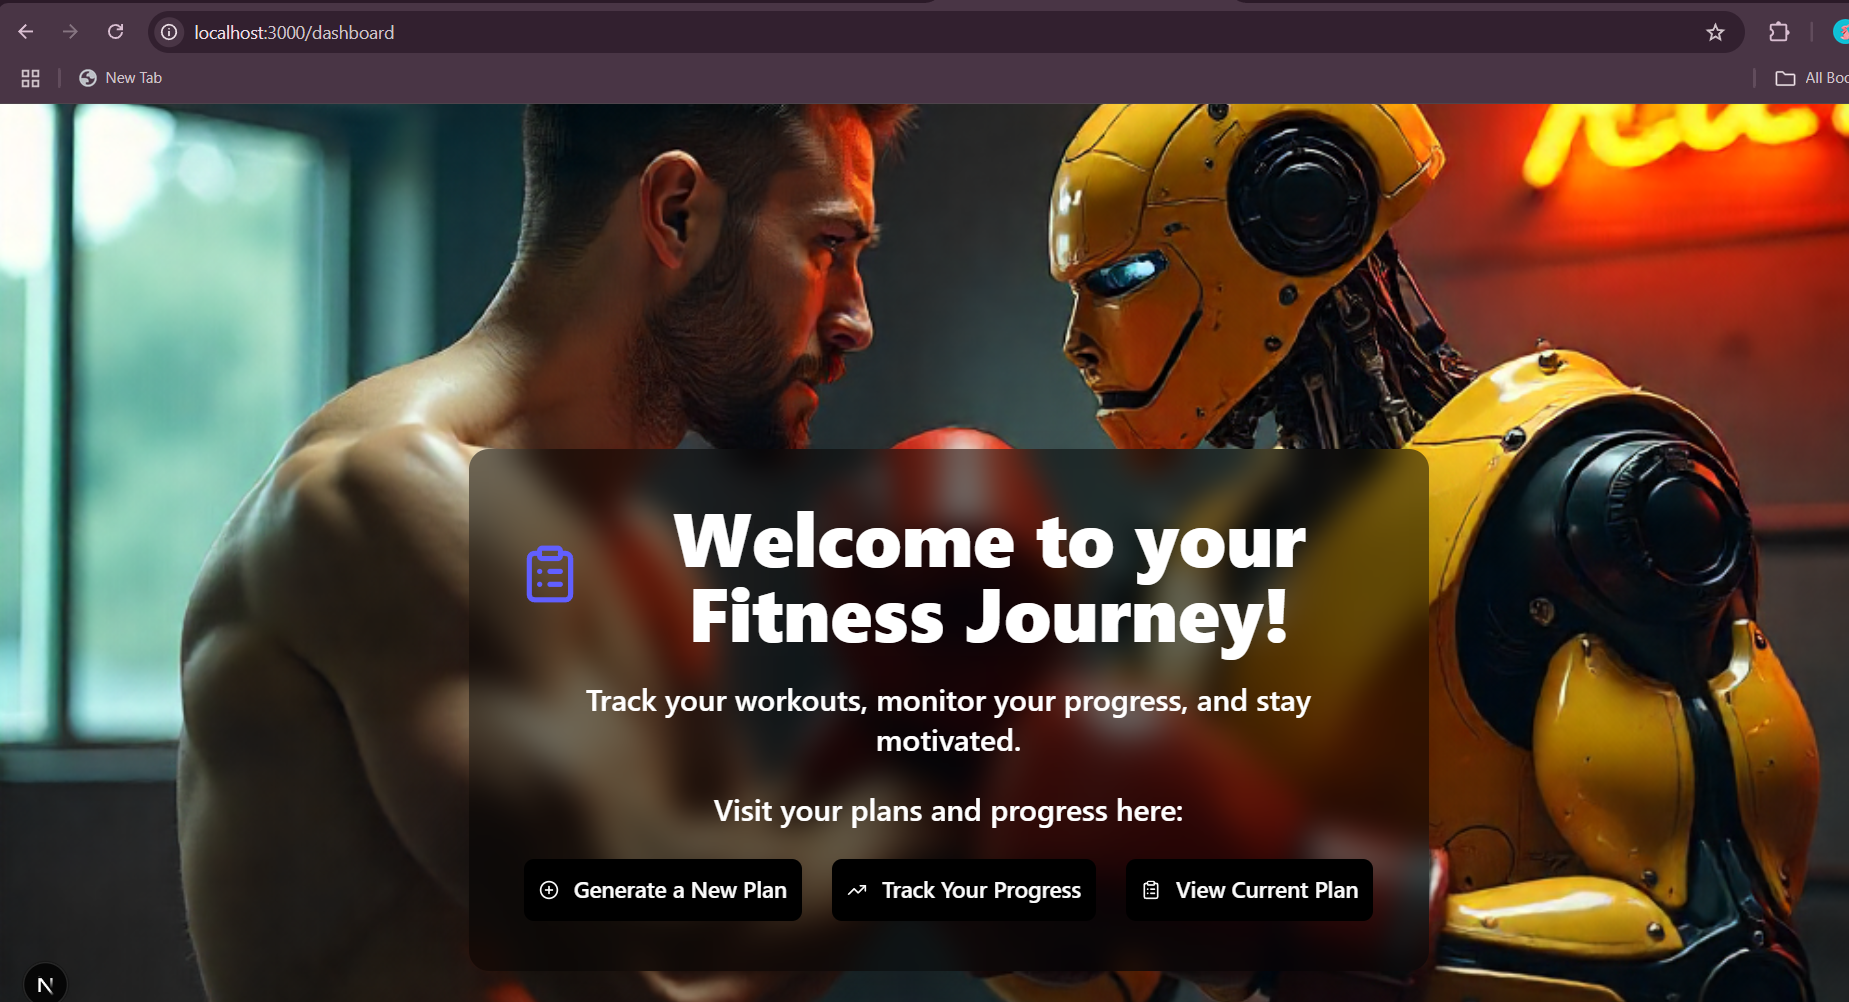 localhost:3000/dashboard
New Tab
All Boo
Welcome to your
Fitness Journey!
Track your workouts, monitor your progress, and stay
motivated.
Visit your plans and progress here:
Generate a New Plan
Track Your Progress
View Current Plan
N